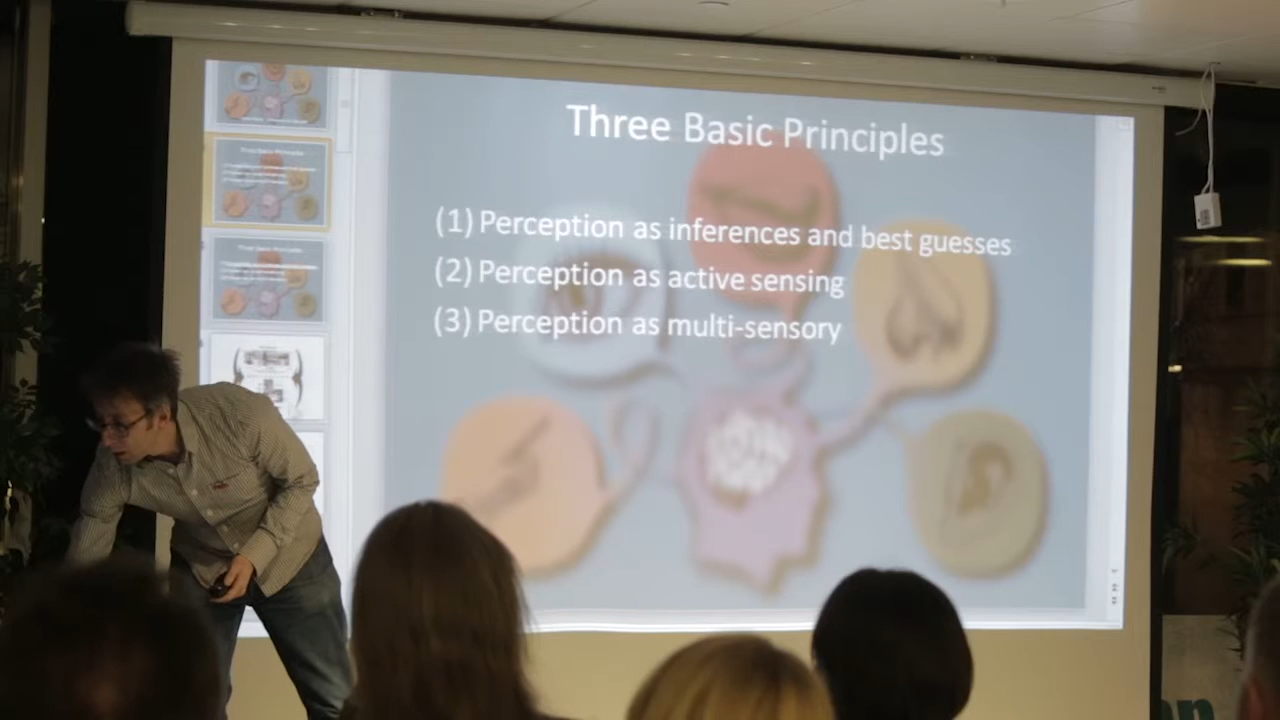 Three Basic Principles
(1) Perception as inferences and best guesses
(2) Perception as active sensing
(3) Perception as multi-sensory